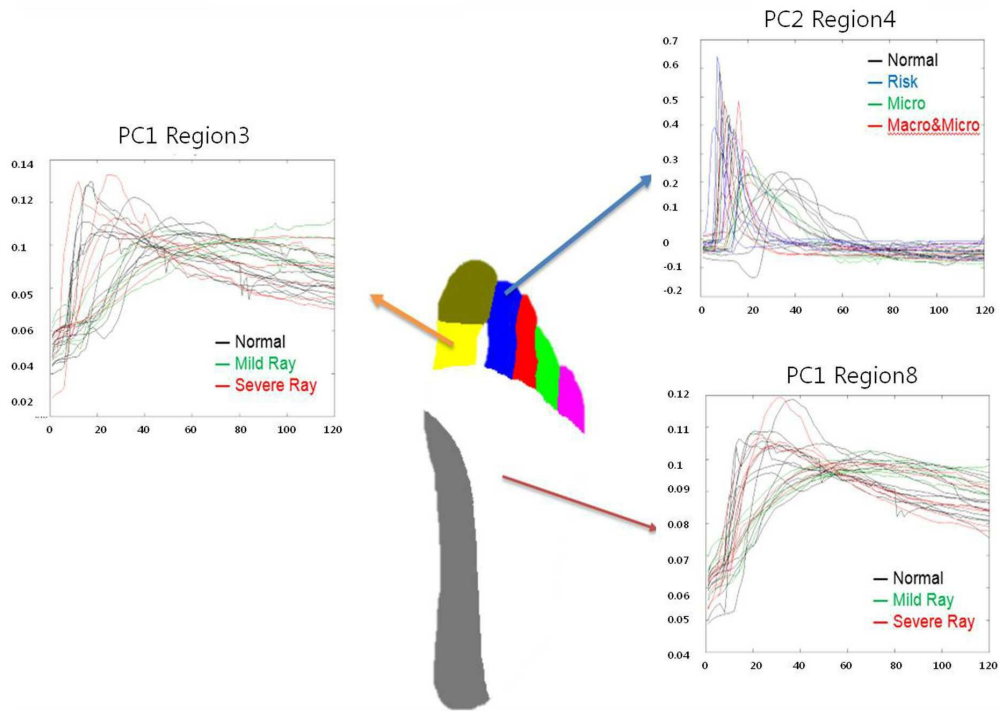 PC2 Region4
0.7
0.6
0.5
0.4
0.3
0.2
0.1
0
-0.1
-0.2
Normal
Risk
Micro
Macro&Micro
0 20 40 60 80 100 120
PC1 Region3
0.14
0.12
0.1
0.08
0.06
0.04
0.02
Normal
Mild Ray
Severe Ray
0 20 40 60 80 100 120
PC1 Region8
0.12
0.11
0.1
0.09
0.08
0.07
0.06
0.05
0.04
Normal
Mild Ray
Severe Ray
0 20 40 60 80 100 120